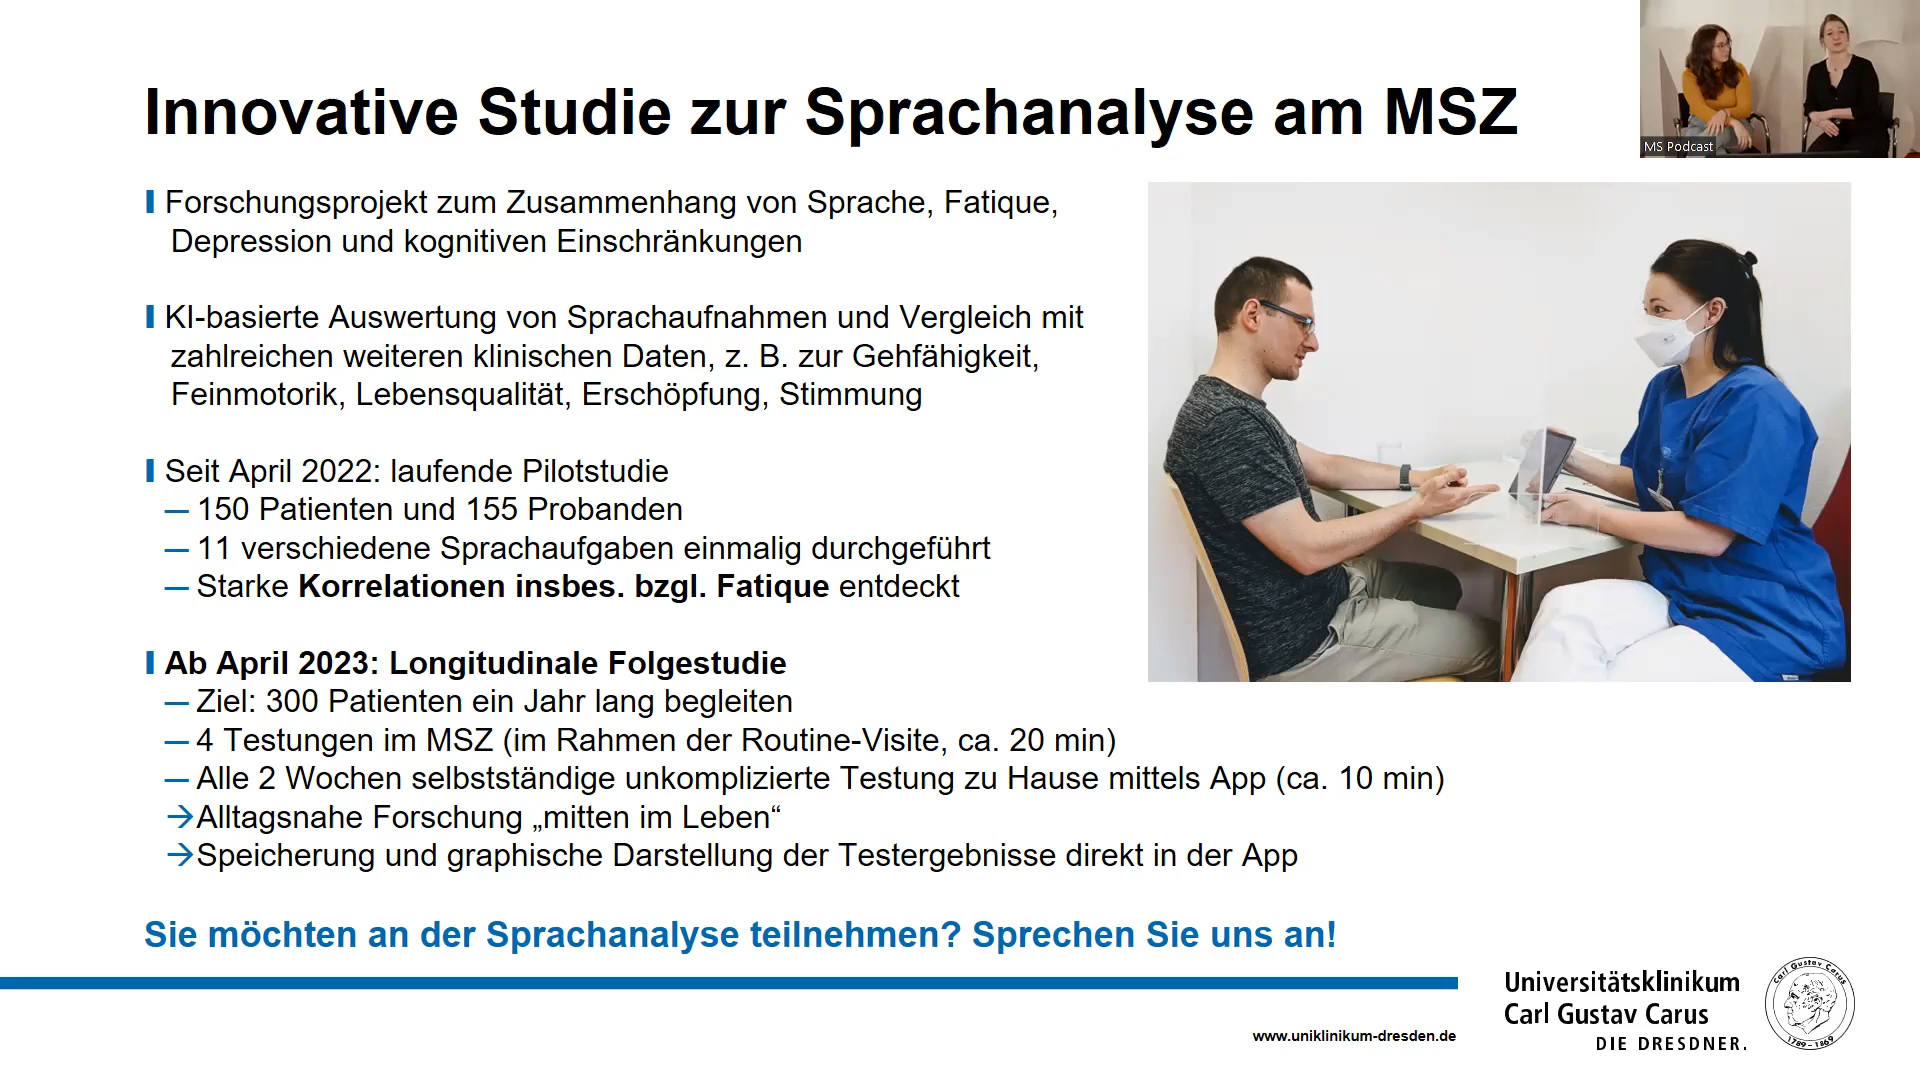 Innovative Studie zur Sprachanalyse am MSZ
MS Podcast
Forschungsprojekt zum Zusammenhang von Sprache, Fatique,
Depression und kognitiven Einschränkungen
KI-basierte Auswertung von Sprachaufnahmen und Vergleich mit
zahlreichen weiteren klinischen Daten, z. B. zur Gehfähigkeit,
Feinmotorik, Lebensqualität, Erschöpfung, Stimmung
Seit April 2022: laufende Pilotstudie
— 150 Patienten und 155 Probanden
— 11 verschiedene Sprachaufgaben einmalig durchgeführt
— Starke Korrelationen insbes. bzgl. Fatique entdeckt
Ab April 2023: Longitudinale Folgestudie
— Ziel: 300 Patienten ein Jahr lang begleiten
— 4 Testungen im MSZ (im Rahmen der Routine-Visite, ca. 20 min)
— Alle 2 Wochen selbstständige unkomplizierte Testung zu Hause mittels App (ca. 10 min)
→Alltagsnahe Forschung „mitten im Leben“
→Speicherung und graphische Darstellung der Testergebnisse direkt in der App
Sie möchten an der Sprachanalyse teilnehmen? Sprechen Sie uns an!
www.uniklinikum-dresden.de
Universitätsklinikum
Carl Gustav Carus
DIE DRESDNER.
Carl Gustav Carus
1789–1869